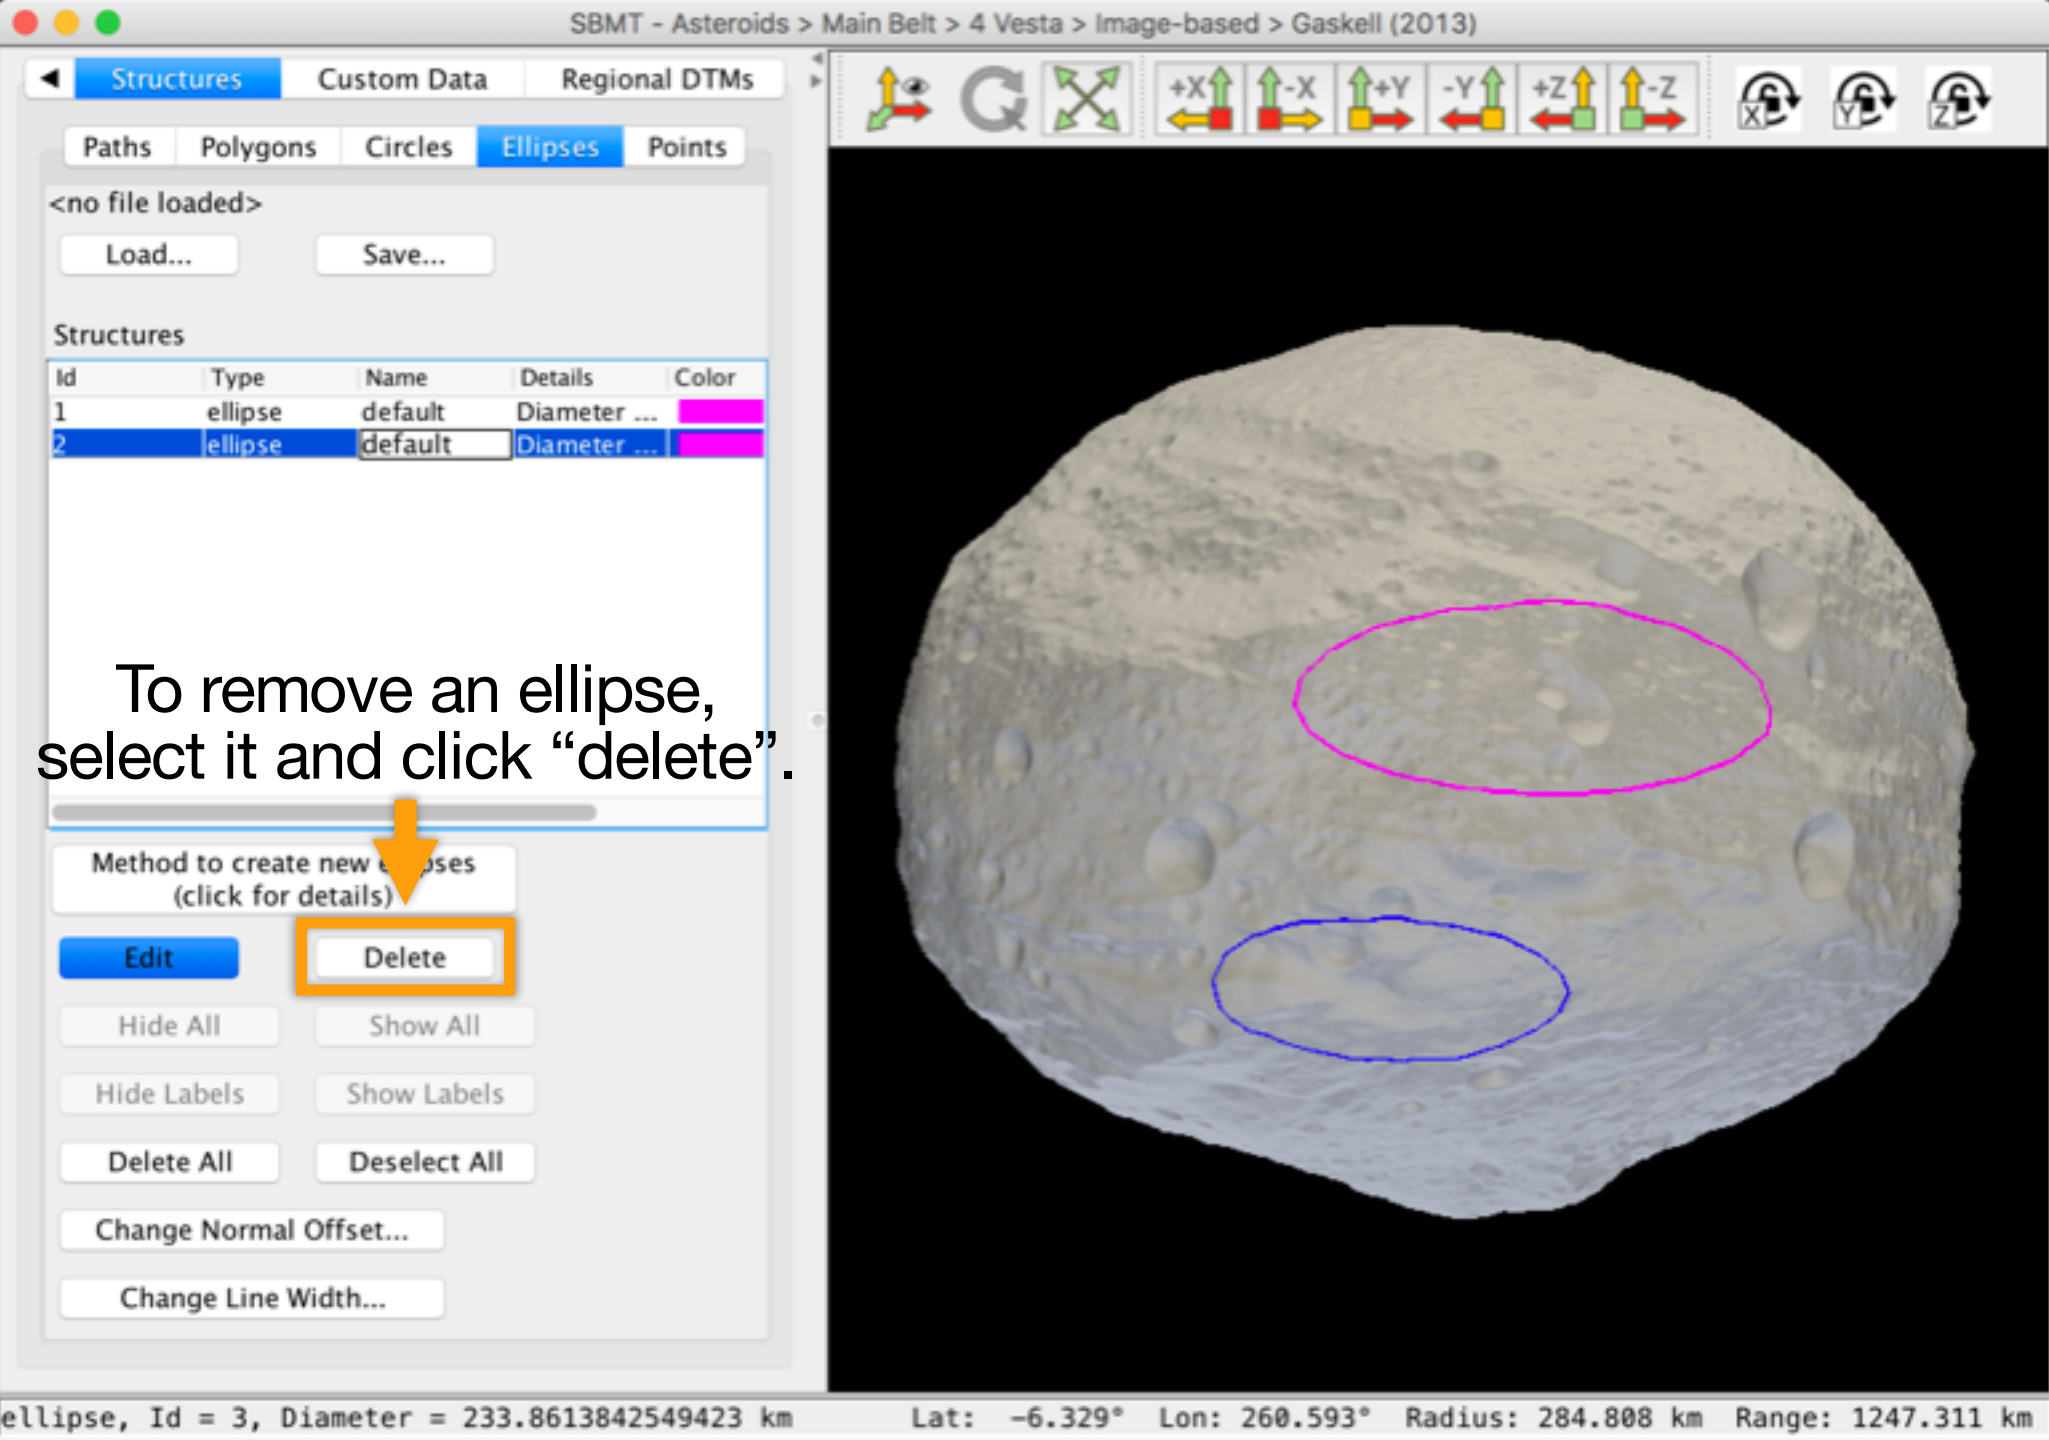 SBMT - Asteroids > Main Belt > 4 Vesta > Image-based > Gaskell (2013)
Structures Custom Data Regional DTMs
+X -X +Y -Y +Z -Z X Y Z
Paths Polygons Circles Ellipses Points
<no file loaded>
Load... Save...
Structures
Id Type Name Details Color
1 ellipse default Diameter ...
2 ellipse default Diameter ...
To remove an ellipse,
select it and click “delete”.
Method to create new e pses
(click for details)
Edit Delete
Hide All Show All
Hide Labels Show Labels
Delete All Deselect All
Change Normal Offset...
Change Line Width...
ellipse, Id = 3, Diameter = 233.8613842549423 km Lat: -6.329° Lon: 260.593° Radius: 284.808 km Range: 1247.311 km